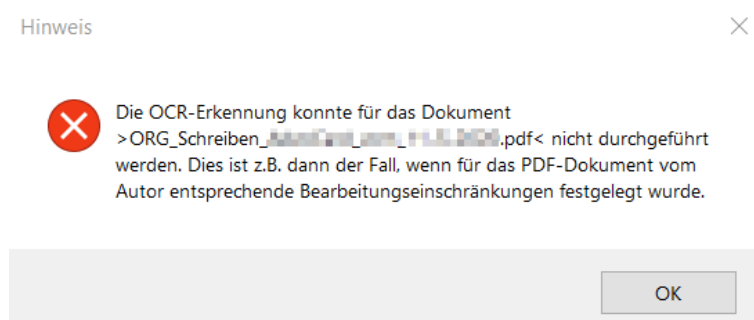 Hinweis
Die OCR-Erkennung konnte für das Dokument
>ORG_Schreiben_ .pdf< nicht durchgeführt
werden. Dies ist z.B. dann der Fall, wenn für das PDF-Dokument vom
Autor entsprechende Bearbeitungseinschränkungen festgelegt wurde.
OK